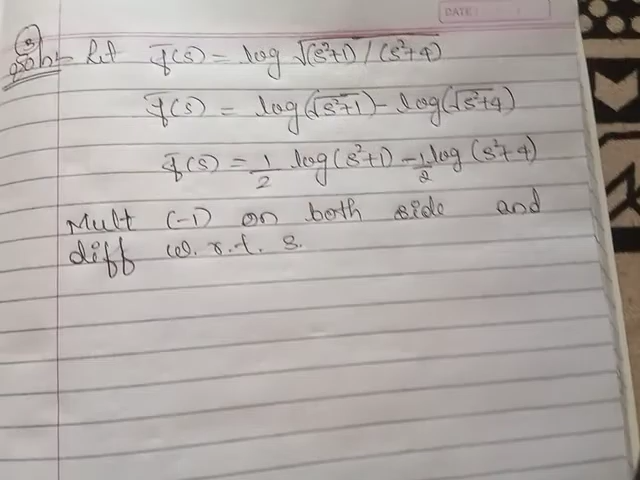 DATE:
③
Soln:- Let f̄(s) = log √(s²+1) / (s²+4)
f̄(s) = log(√s²+1) - log(√s²+4)
f̄(s) = 1/2 log(s²+1) - 1/2 log(s²+4)
Mult (-1) on both side and
diff w.r.t. s.